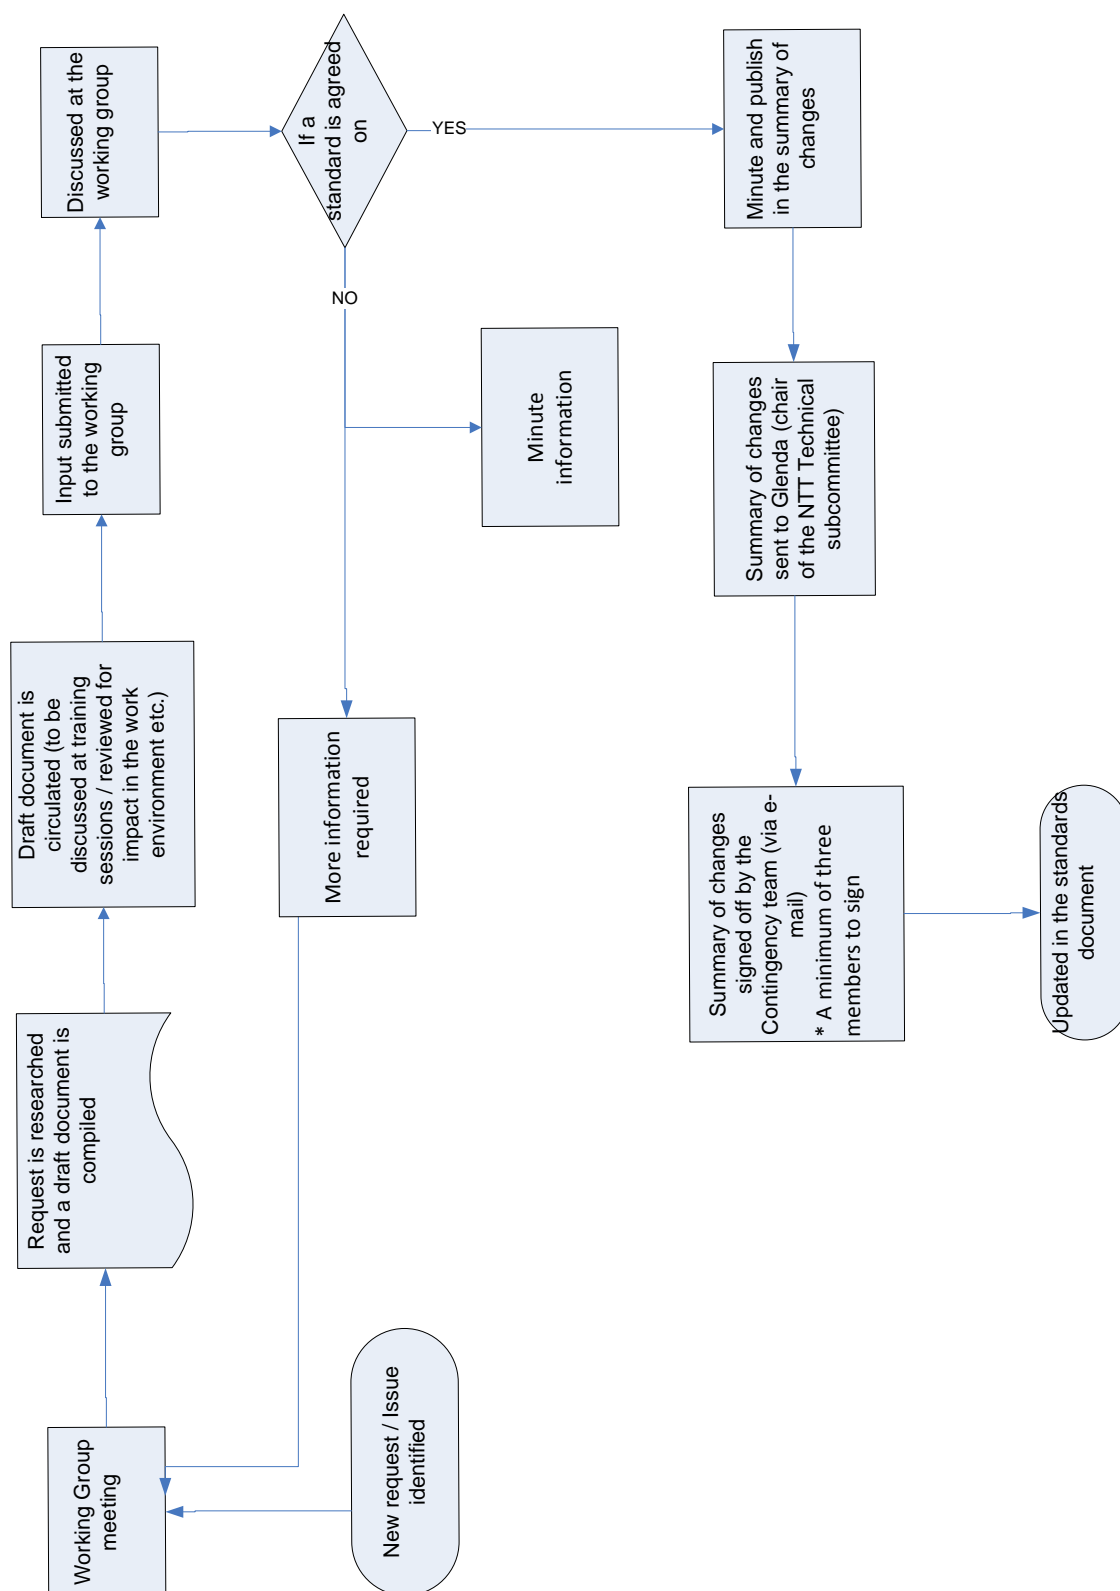 New request / Issue
identified
Working Group
meeting
Request is researched
and a draft document is
compiled
Draft document is
circulated (to be
discussed at training
sessions / reviewed for
impact in the work
environment etc.)
Input submitted
to the working
group
Discussed at the
working group
If a
standard is agreed
on
NO
Minute
information
More information
required
YES
Minute and publish
in the summary of
changes
Summary of changes
sent to Glenda (chair
of the NTT Technical
subcommittee)
Summary of changes
signed off by the
Contingency team (via e-
mail)
* A minimum of three
members to sign
Updated in the standards
document